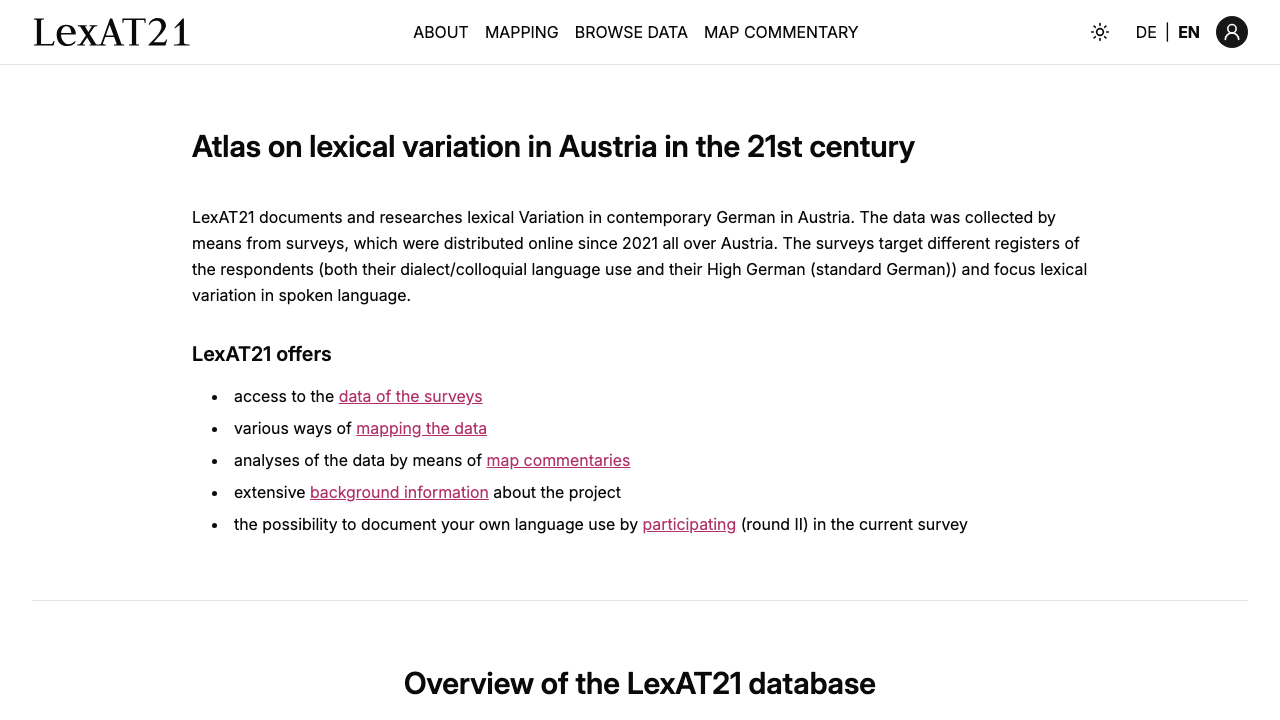 LexAT21
ABOUT MAPPING BROWSE DATA MAP COMMENTARY
DE | EN
Atlas on lexical variation in Austria in the 21st century
LexAT21 documents and researches lexical Variation in contemporary German in Austria. The data was collected by
means from surveys, which were distributed online since 2021 all over Austria. The surveys target different registers of
the respondents (both their dialect/colloquial language use and their High German (standard German)) and focus lexical
variation in spoken language.
LexAT21 offers
• access to the data of the surveys
• various ways of mapping the data
• analyses of the data by means of map commentaries
• extensive background information about the project
• the possibility to document your own language use by participating (round II) in the current survey
Overview of the LexAT21 database